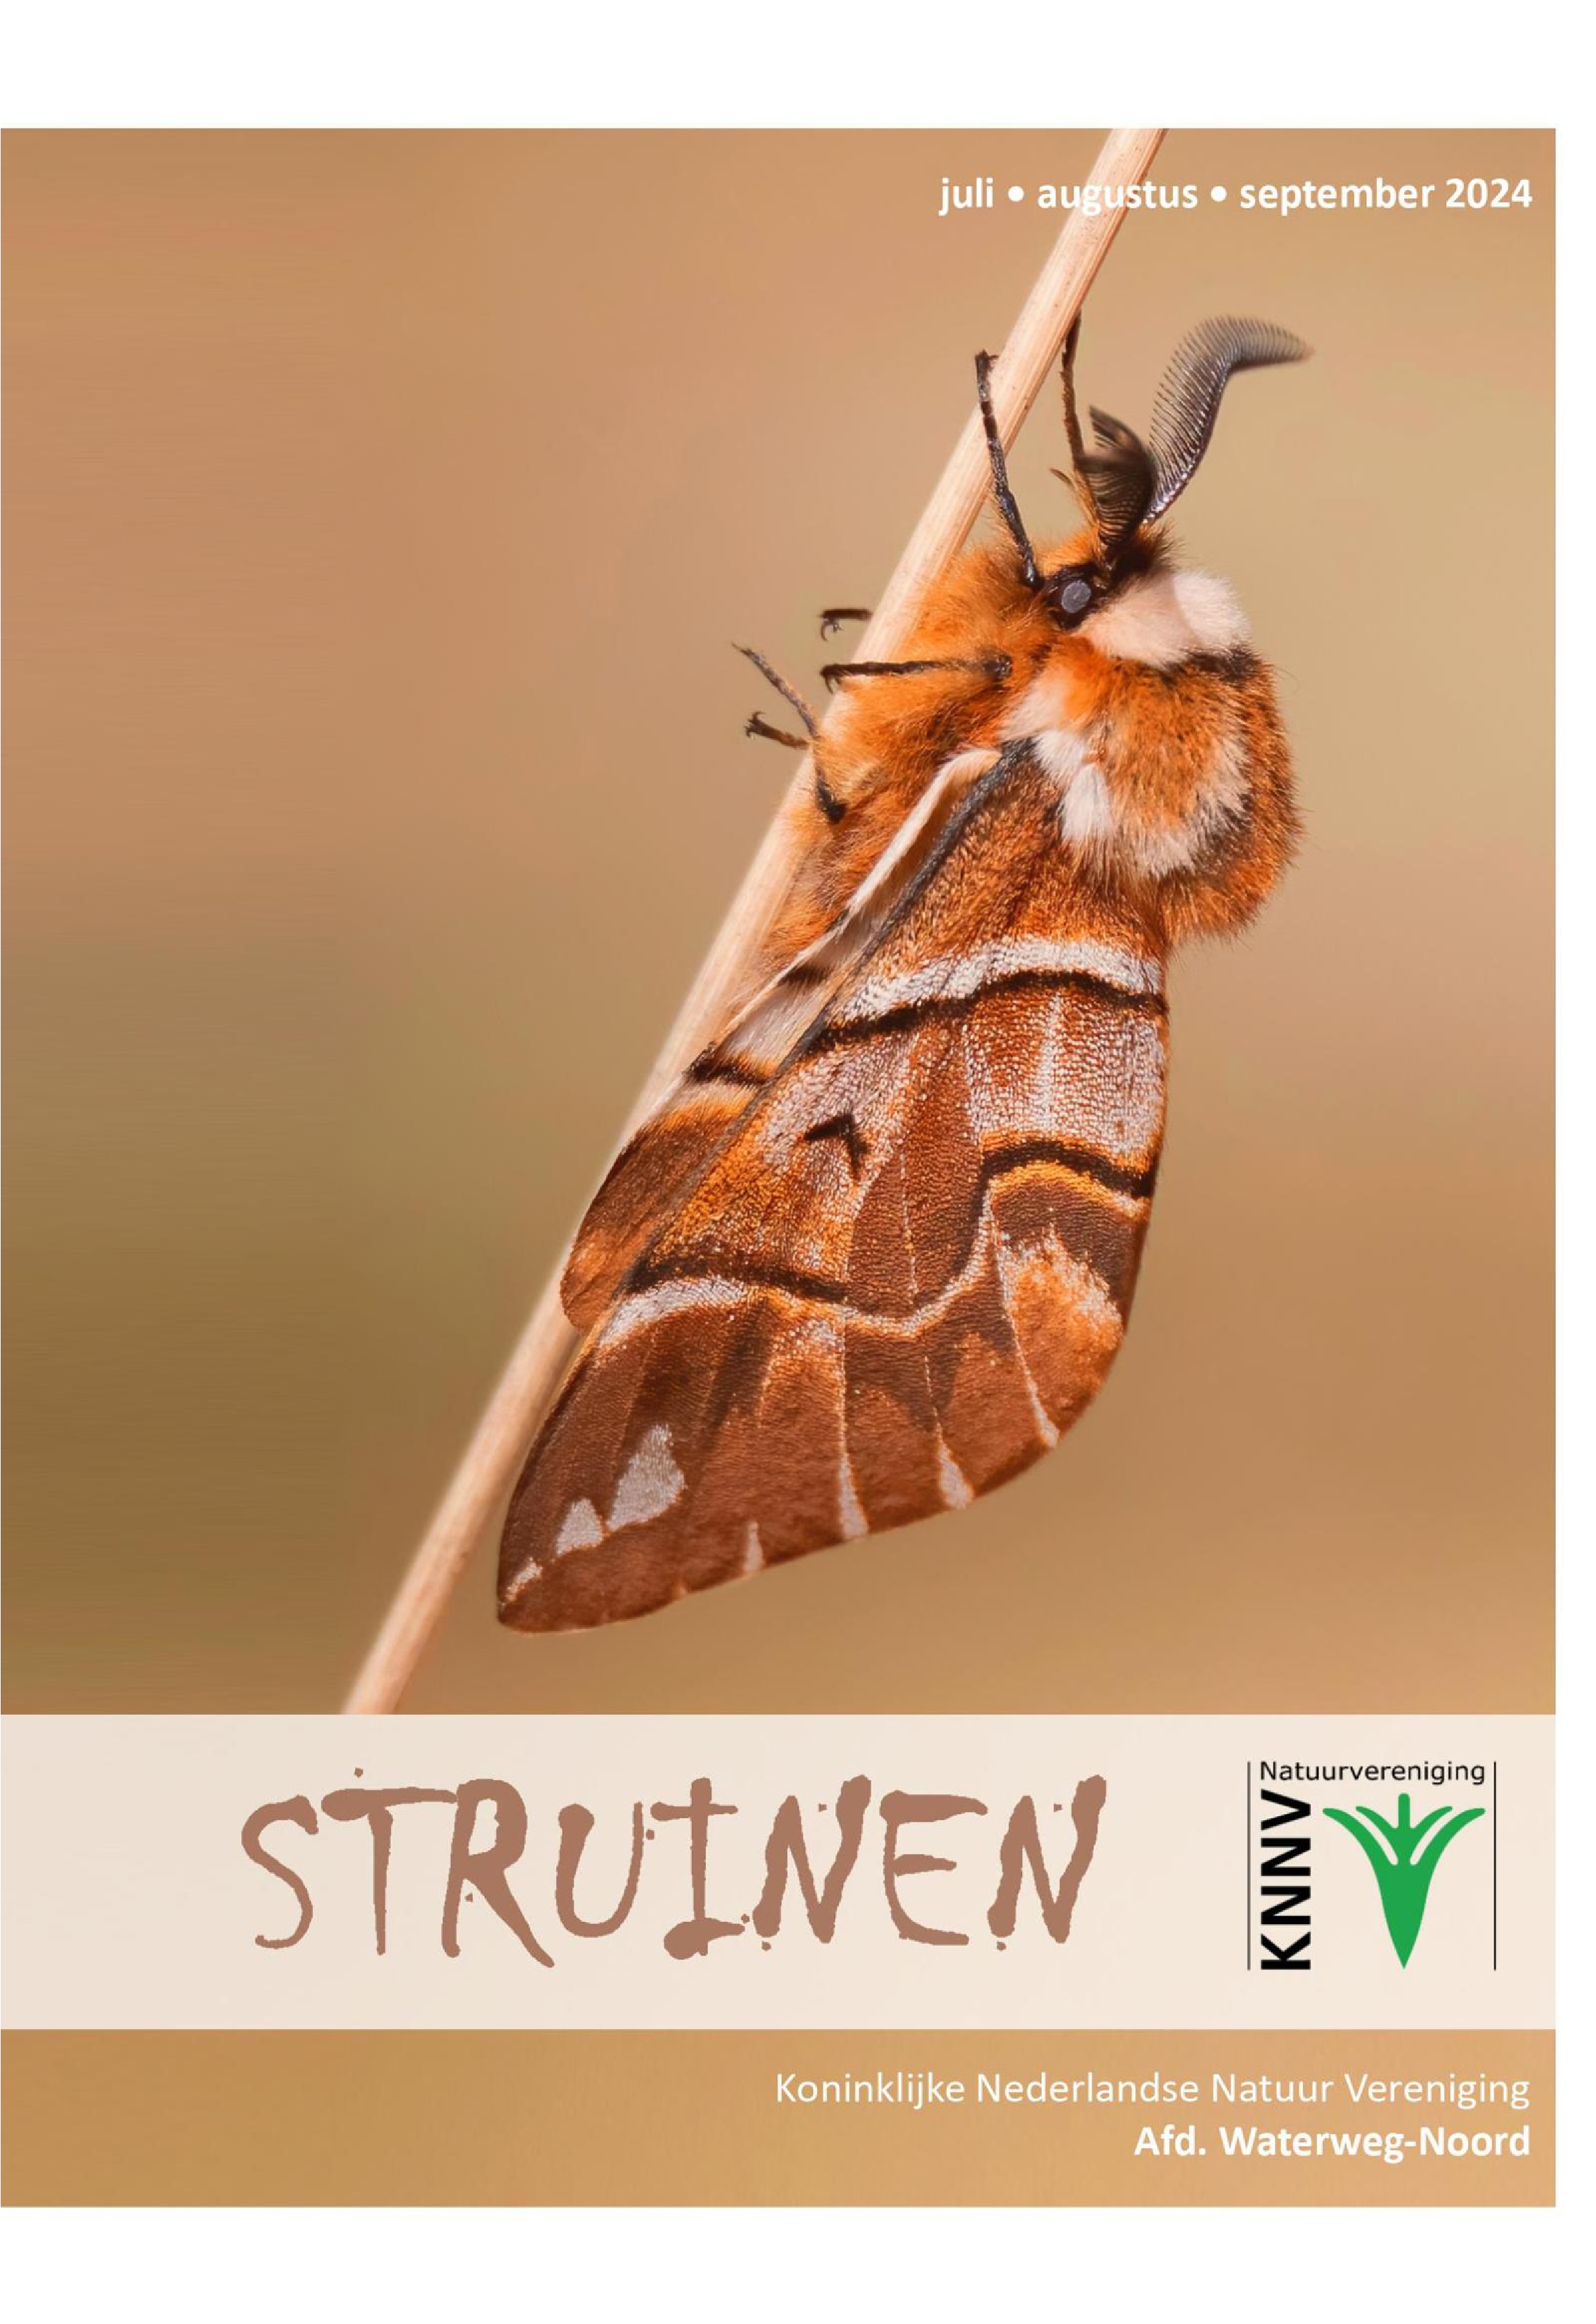 juli • augustus • september 2024
STRUINEN
Natuurvereniging
KNNV
Koninklijke Nederlandse Natuur Vereniging
Afd. Waterweg-Noord